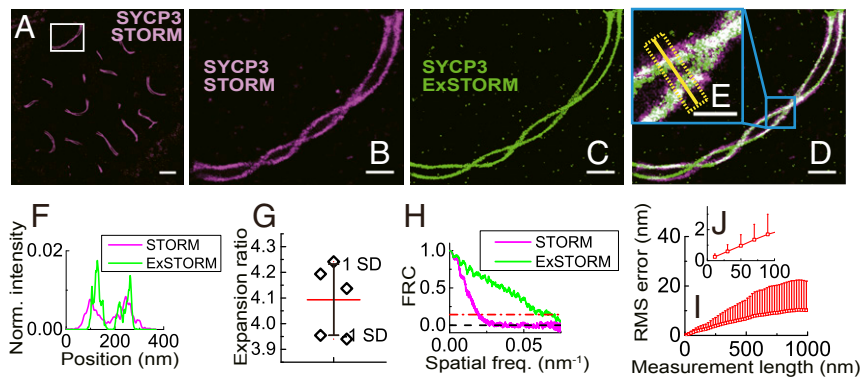 A
SYCP3
STORM
SYCP3
STORM
B
SYCP3
ExSTORM
C
E
D
F
STORM
ExSTORM
0.02
0.00
Norm. intensity
0 200 400
Position (nm)
G
4.3
4.2
4.1
4.0
3.9
Expansion ratio
1 SD
-1 SD
H
STORM
ExSTORM
1.0
0.5
0.0
FRC
0.00 0.05
Spatial freq. (nm-1)
J
2
0
0 50 100
I
40
20
0
RMS error (nm)
0 500 1000
Measurement length (nm)